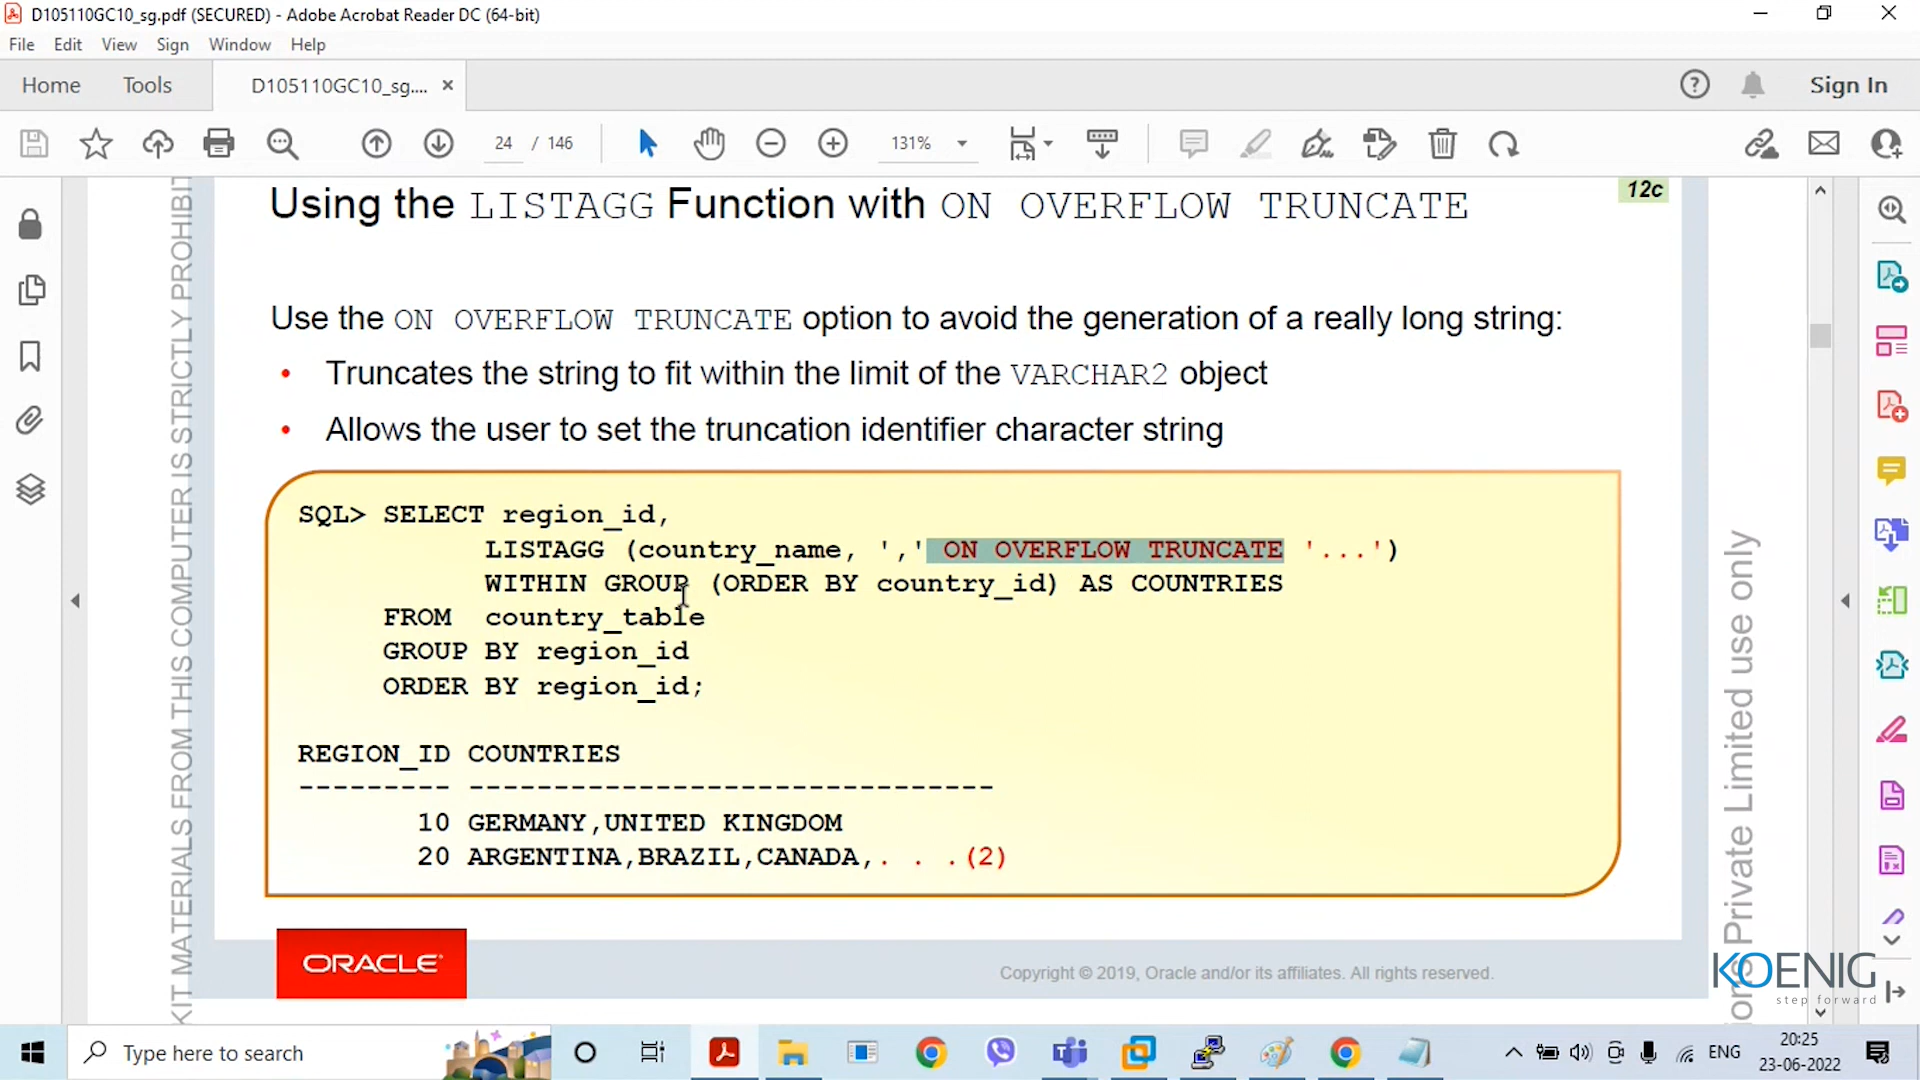 D105110GC10_sg.pdf (SECURED) - Adobe Acrobat Reader DC (64-bit)
File Edit View Sign Window Help
Home Tools D105110GC10_sg.... × Sign In
24 / 146 131%
Using the LISTAGG Function with ON OVERFLOW TRUNCATE
12c
Use the ON OVERFLOW TRUNCATE option to avoid the generation of a really long string:
• Truncates the string to fit within the limit of the VARCHAR2 object
• Allows the user to set the truncation identifier character string
SQL> SELECT region_id,
LISTAGG (country_name, ',' ON OVERFLOW TRUNCATE '...')
WITHIN GROUP (ORDER BY country_id) AS COUNTRIES
FROM country_table
GROUP BY region_id
ORDER BY region_id;
REGION_ID COUNTRIES
--------- -------------------------------
10 GERMANY,UNITED KINGDOM
20 ARGENTINA,BRAZIL,CANADA,. . .(2)
ORACLE
Copyright © 2019, Oracle and/or its affiliates. All rights reserved.
KIT MATERIALS FROM THIS COMPUTER IS STRICTLY PROHIBIT
Private Limited use only
KOENIG
step forward
Type here to search
ENG
20:25
23-06-2022